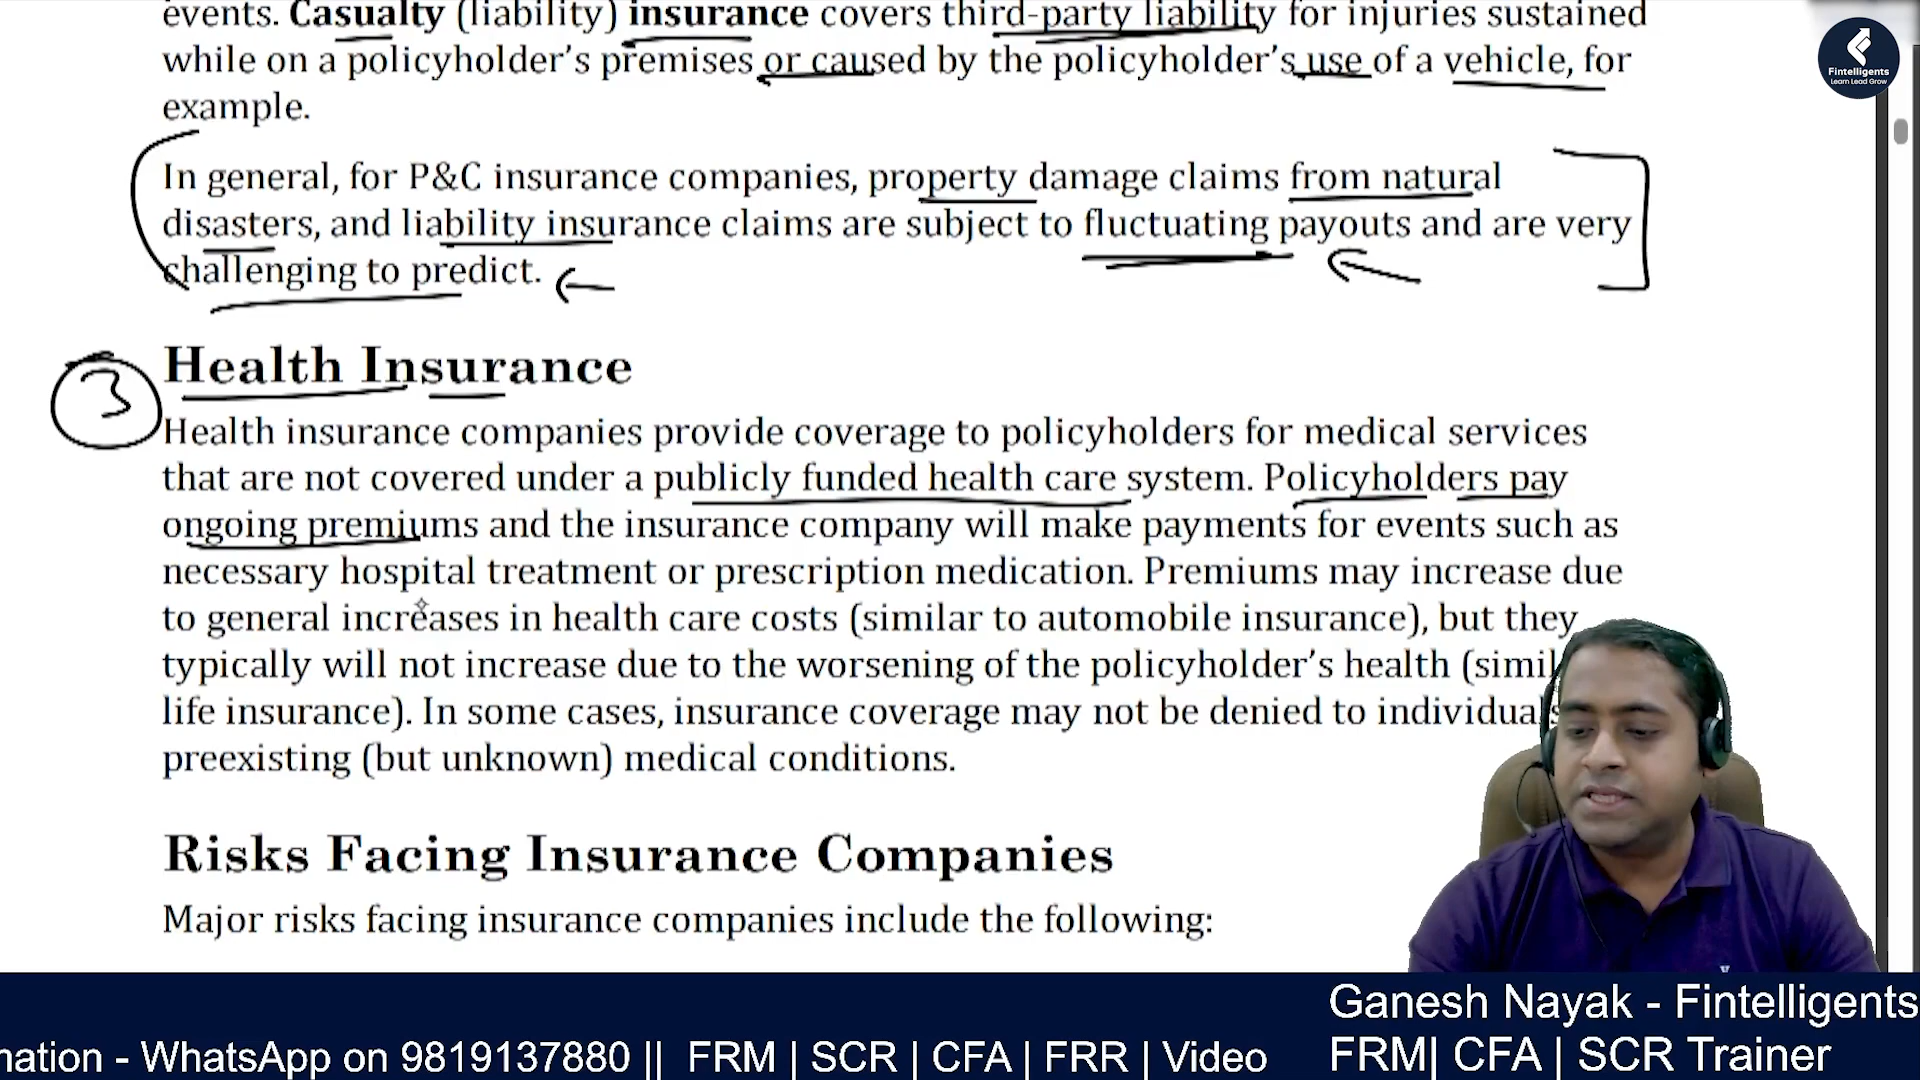 events. Casualty (liability) insurance covers third-party liability for injuries sustained
while on a policyholder’s premises or caused by the policyholder’s use of a vehicle, for
example.
In general, for P&C insurance companies, property damage claims from natural
disasters, and liability insurance claims are subject to fluctuating payouts and are very
challenging to predict.
3
Health Insurance
Health insurance companies provide coverage to policyholders for medical services
that are not covered under a publicly funded health care system. Policyholders pay
ongoing premiums and the insurance company will make payments for events such as
necessary hospital treatment or prescription medication. Premiums may increase due
to general increases in health care costs (similar to automobile insurance), but they
typically will not increase due to the worsening of the policyholder’s health
life insurance). In some cases, insurance coverage may not be denied to
preexisting (but unknown) medical conditions.
Risks Facing Insurance Companies
Major risks facing insurance companies include the following:
Fintelligents
Learn Lead Grow
Ganesh Nayak - Fintelligents
FRM| CFA | SCR Trainer
mation - WhatsApp on 9819137880 || FRM | SCR | CFA | FRR | Video